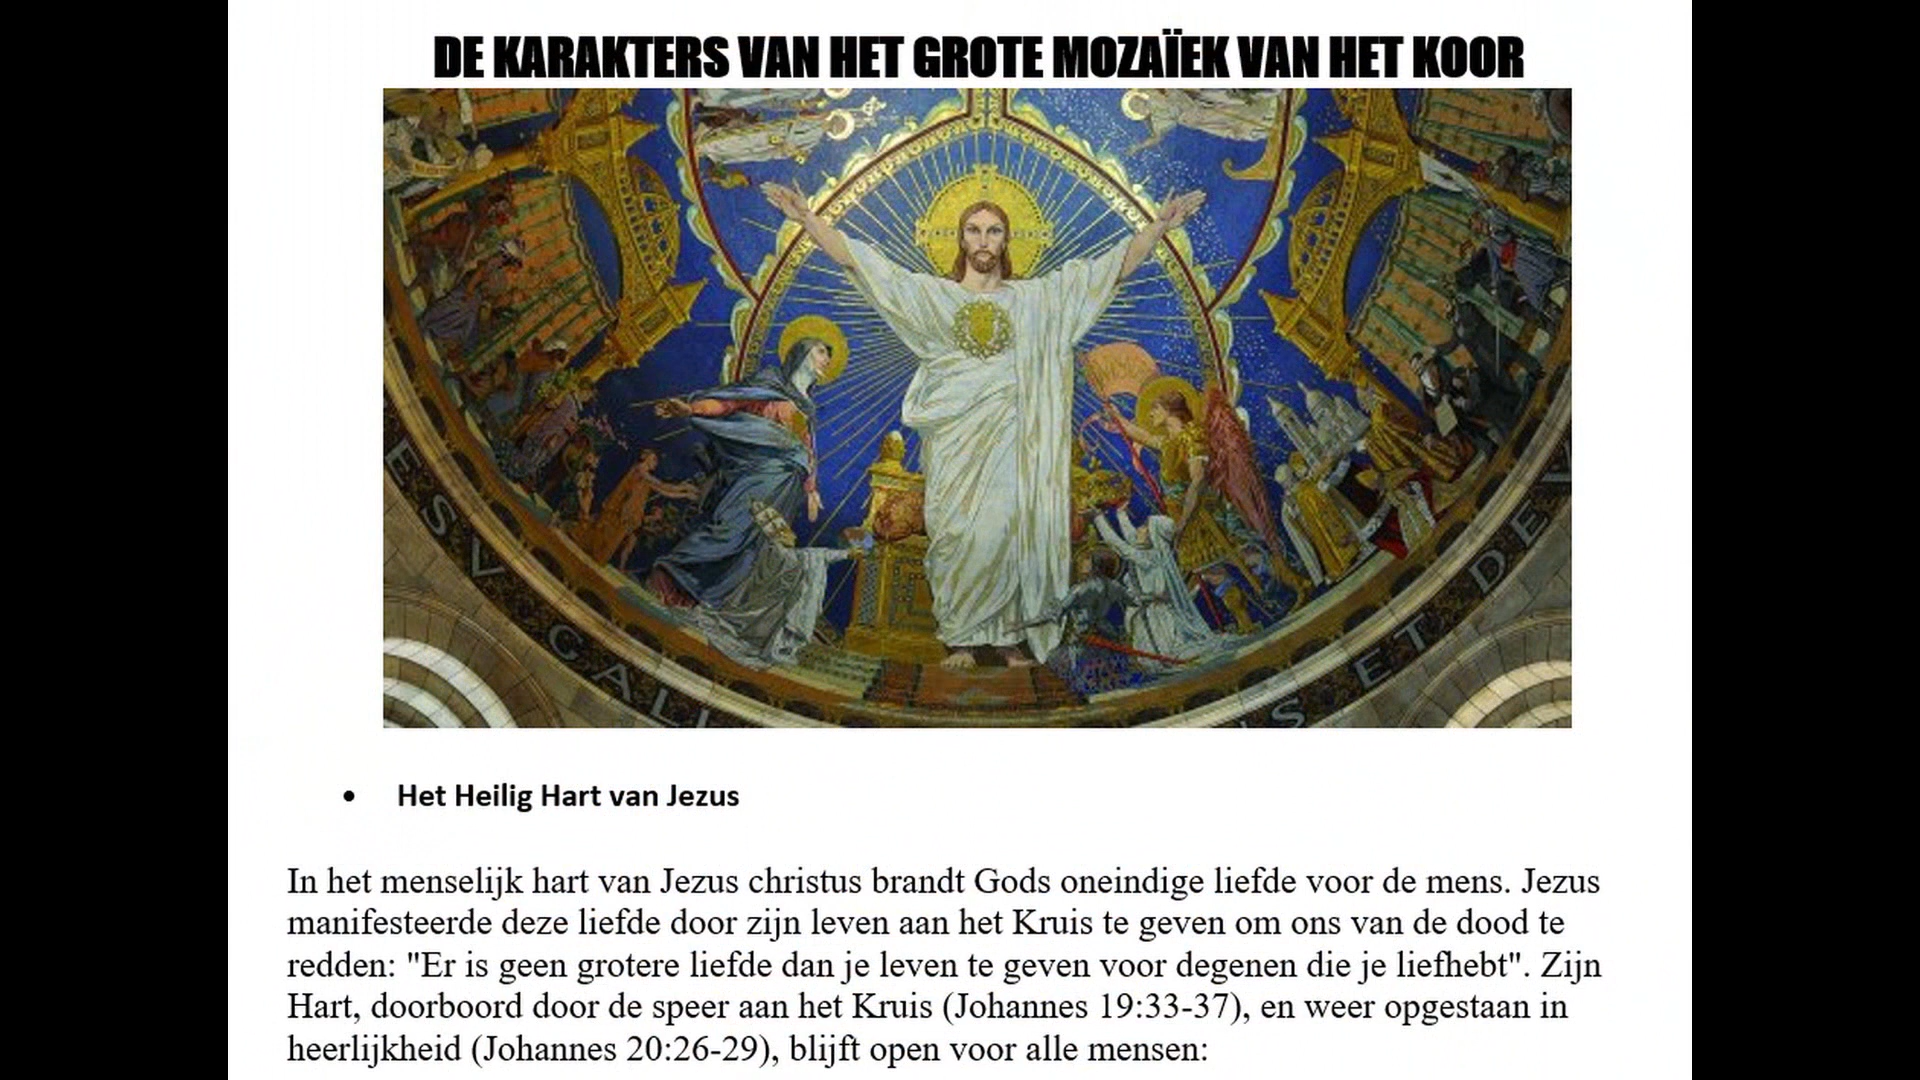 DE KARAKTERS VAN HET GROTE MOZAÏEK VAN HET KOOR
ESV CALL
S ET DE
• Het Heilig Hart van Jezus
In het menselijk hart van Jezus christus brandt Gods oneindige liefde voor de mens. Jezus
manifesteerde deze liefde door zijn leven aan het Kruis te geven om ons van de dood te
redden: "Er is geen grotere liefde dan je leven te geven voor degenen die je liefhebt". Zijn
Hart, doorboord door de speer aan het Kruis (Johannes 19:33-37), en weer opgestaan in
heerlijkheid (Johannes 20:26-29), blijft open voor alle mensen: